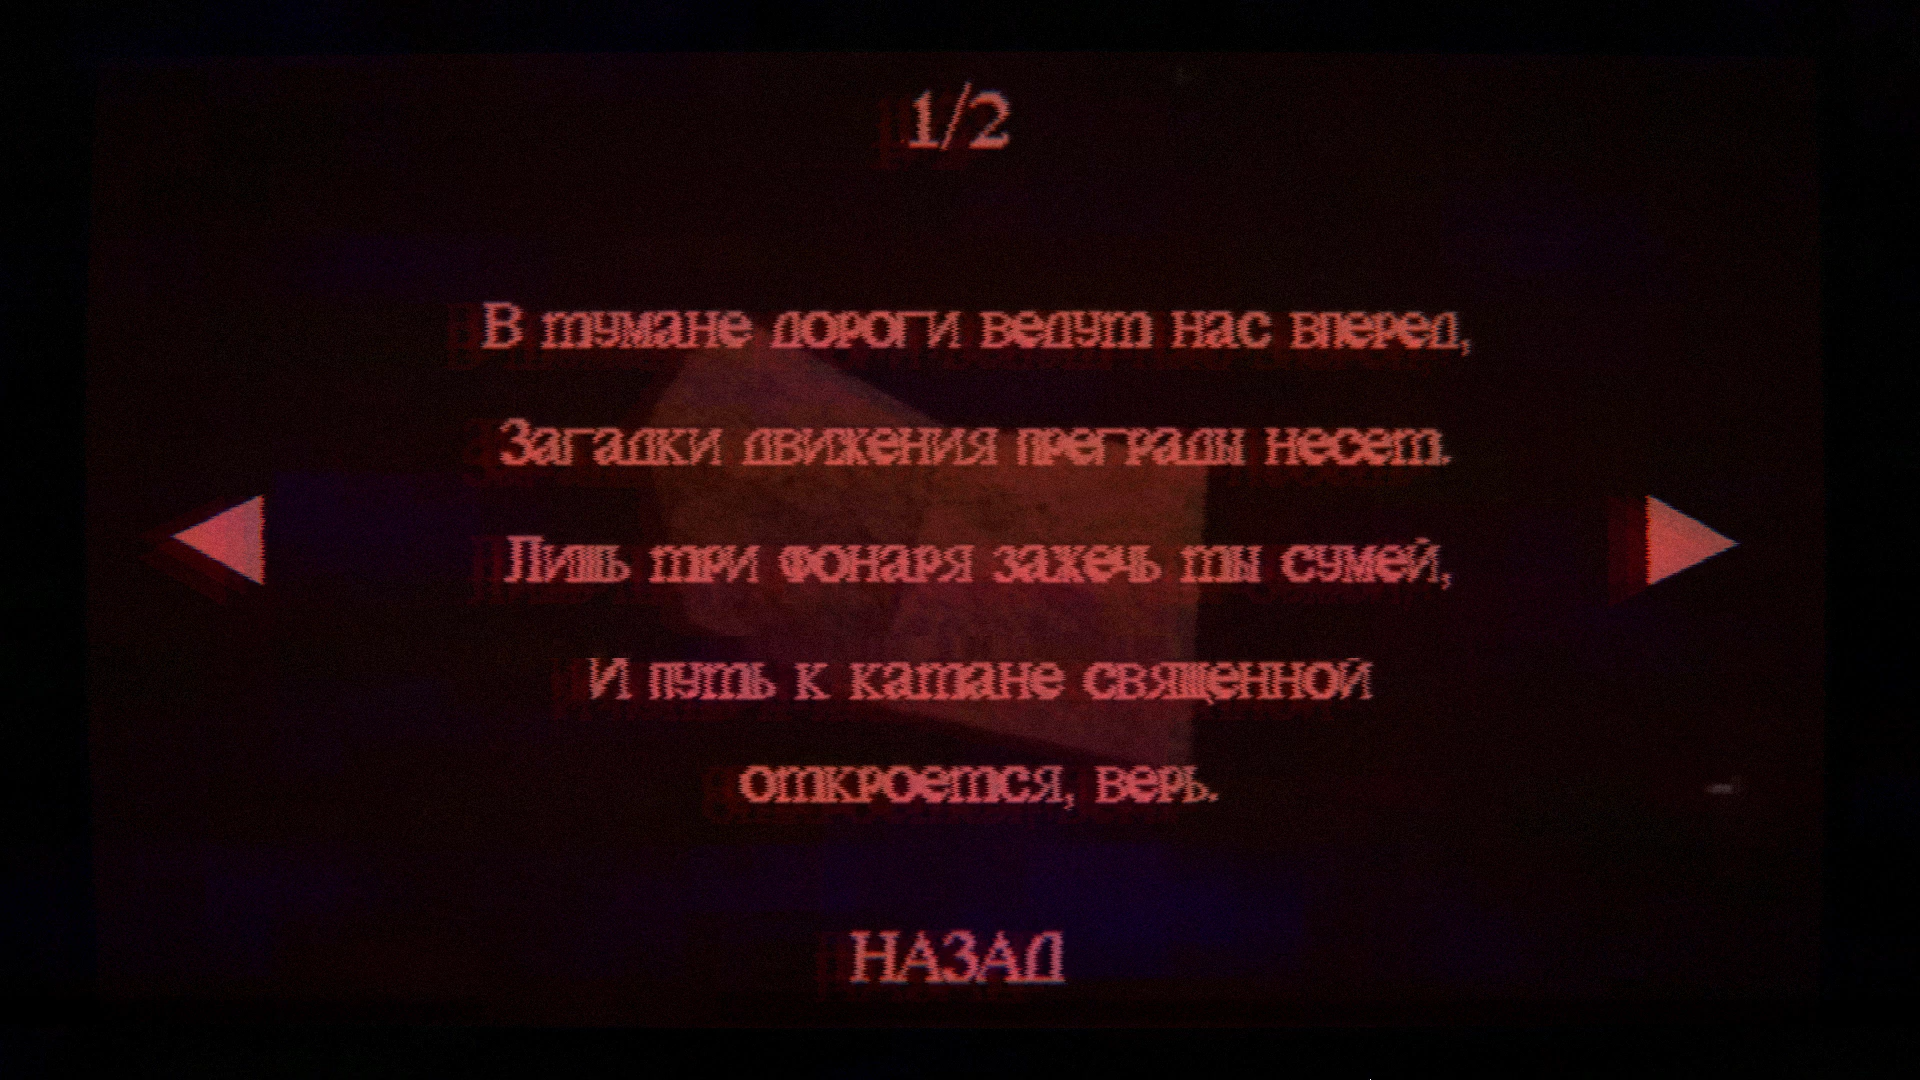 1/2
В тумане дороги ведут нас вперед,
Загадки движения преграды несет.
Лишь три фонаря зажечь ты сумей,
И путь к катане священной
откроется, верь.
НАЗАД